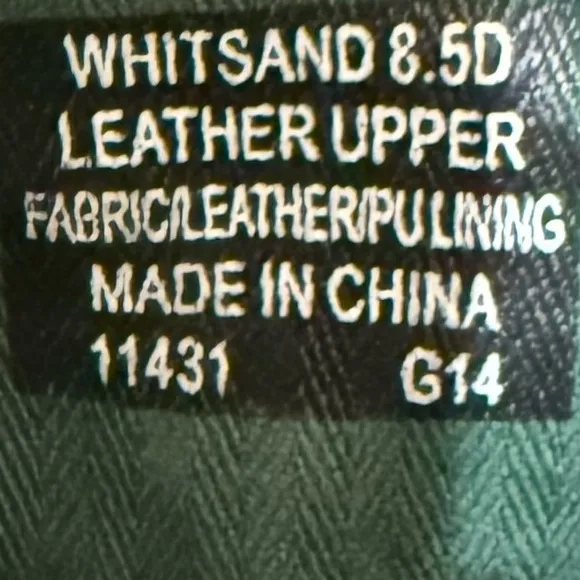 WHITSAND 8.5D
LEATHER UPPER
FABRIC/LEATHER/PU LINING
MADE IN CHINA
11431 G14